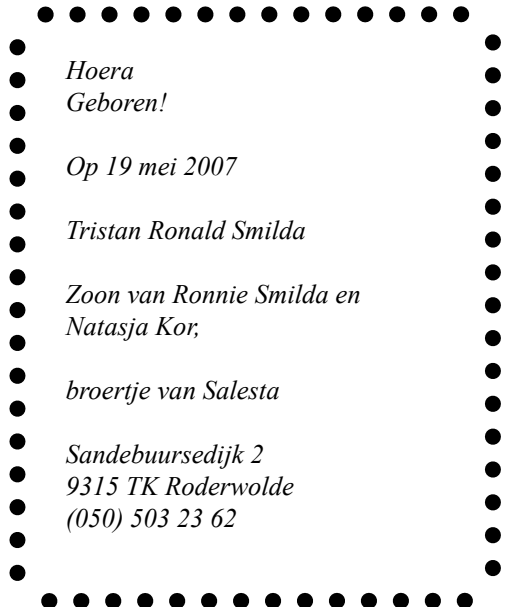 Hoera
Geboren!
Op 19 mei 2007
Tristan Ronald Smilda
Zoon van Ronnie Smilda en
Natasja Kor,
broertje van Salesta
Sandebuursedijk 2
9315 TK Roderwolde
(050) 503 23 62